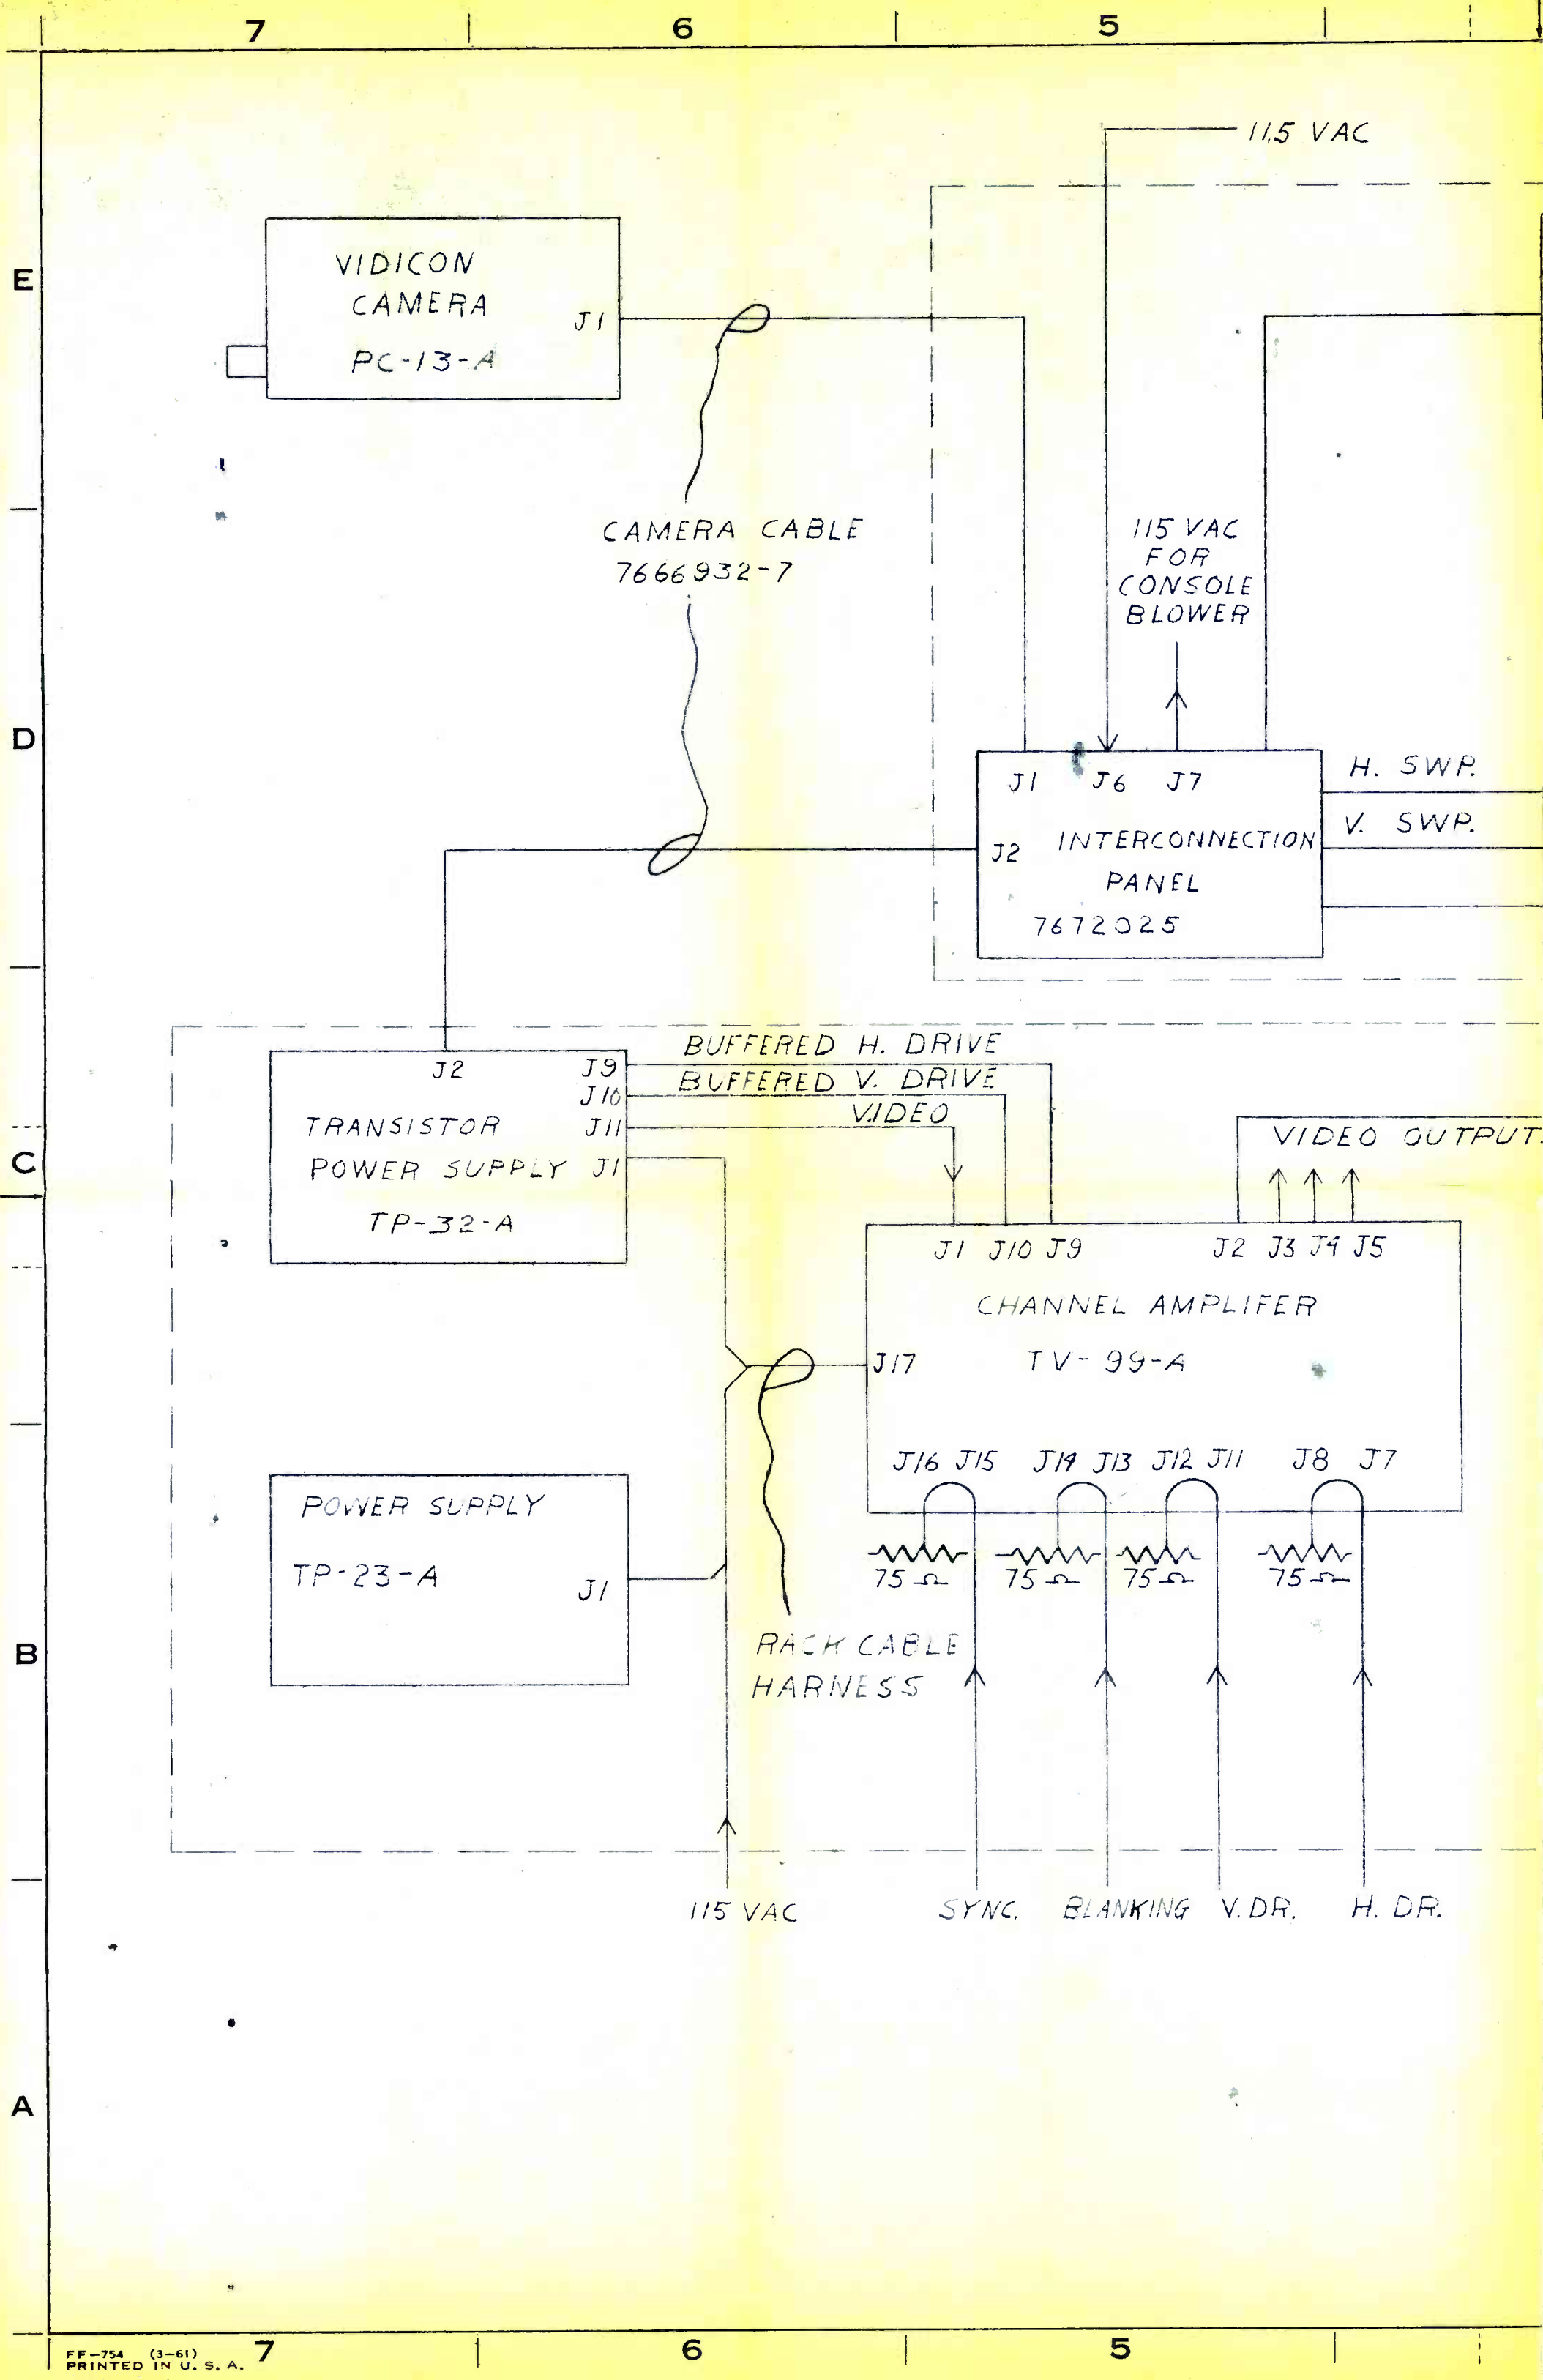 7 6 5
115 VAC
E
VIDICON
CAMERA
J1
PC-13-A
CAMERA CABLE
7666932-7
115 VAC
FOR
CONSOLE
BLOWER
D
J1 J6 J7
H. SWP.
V. SWP.
J2 INTERCONNECTION
PANEL
7672025
BUFFERED H. DRIVE
J2 J9
BUFFERED V. DRIVE
J10
VIDEO
TRANSISTOR J11
VIDEO OUTPUT
C
POWER SUPPLY J1
TP-32-A
J1 J10 J9 J2 J3 J4 J5
CHANNEL AMPLIFER
J17 TV-99-A
J16 J15 J14 J13 J12 J11 J8 J7
POWER SUPPLY
TP-23-A
J1
75 Ω 75 Ω 75 Ω 75 Ω
B
RACK CABLE
HARNESS
115 VAC SYNC. BLANKING V. DR. H. DR.
A
FF-754 (3-61)
PRINTED IN U. S. A.
7 6 5